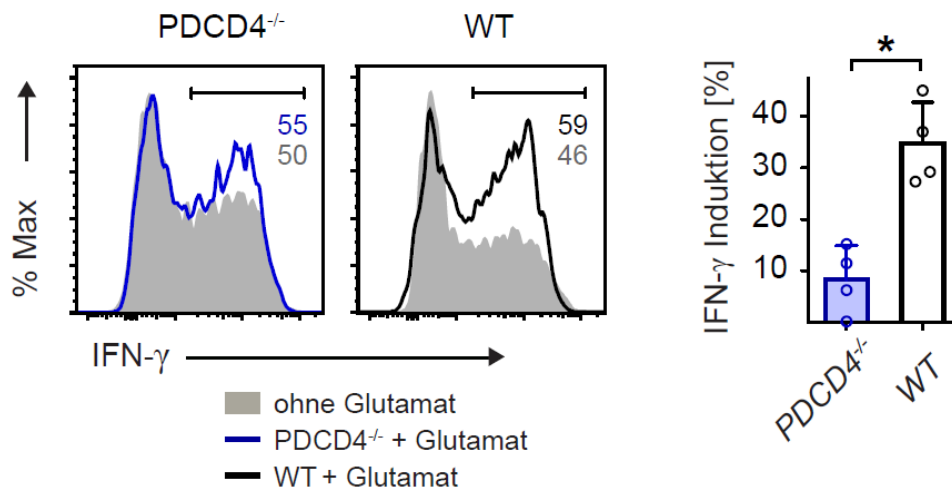 PDCD4-/-
WT
55
50
59
46
% Max
IFN-γ
ohne Glutamat
PDCD4-/- + Glutamat
WT + Glutamat
*
IFN-γ Induktion [%]
40
30
20
10
PDCD4-/-
WT